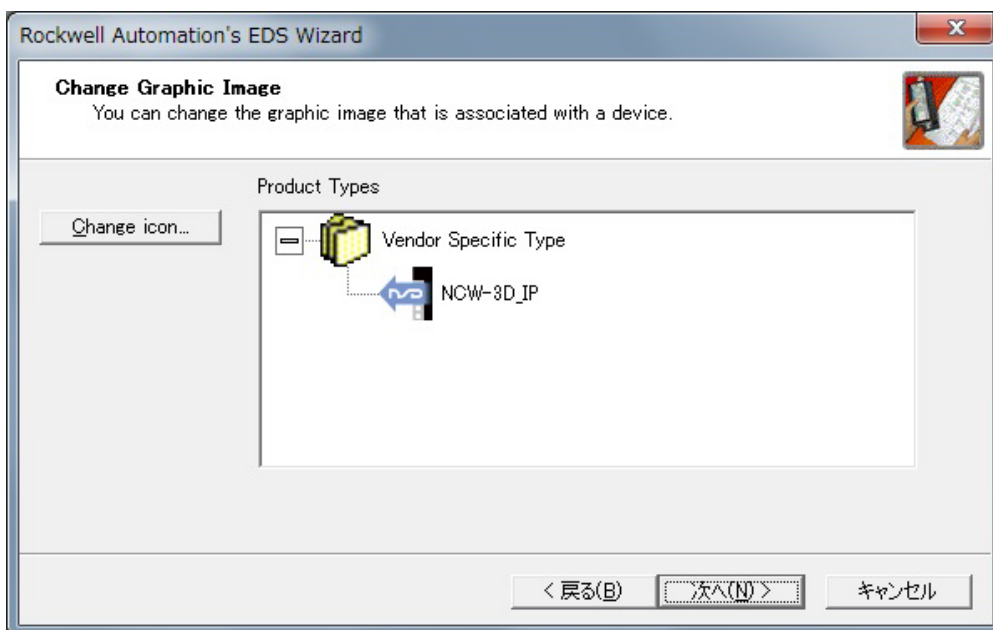 Rockwell Automation's EDS Wizard
Change Graphic Image
You can change the graphic image that is associated with a device.
Product Types
Change icon...
Vendor Specific Type
NCW-3D_IP
< 戻る(B)
次へ(N) >
キャンセル